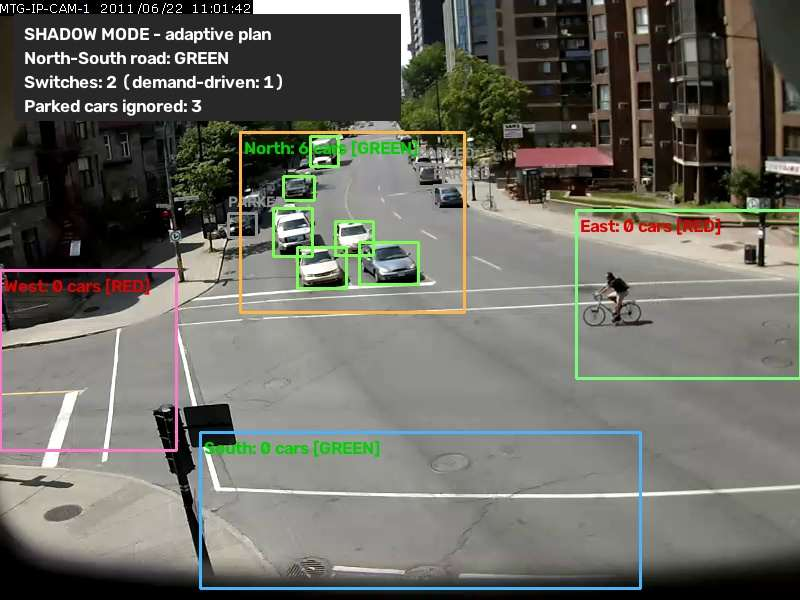 MTG-IP-CAM-1 2011/06/22 11:01:42
SHADOW MODE - adaptive plan
North-South road: GREEN
Switches: 2 (demand-driven: 1)
Parked cars ignored: 3
North: 6 cars [GREEN]
East: 0 cars [RED]
West: 0 cars [RED]
South: 0 cars [GREEN]